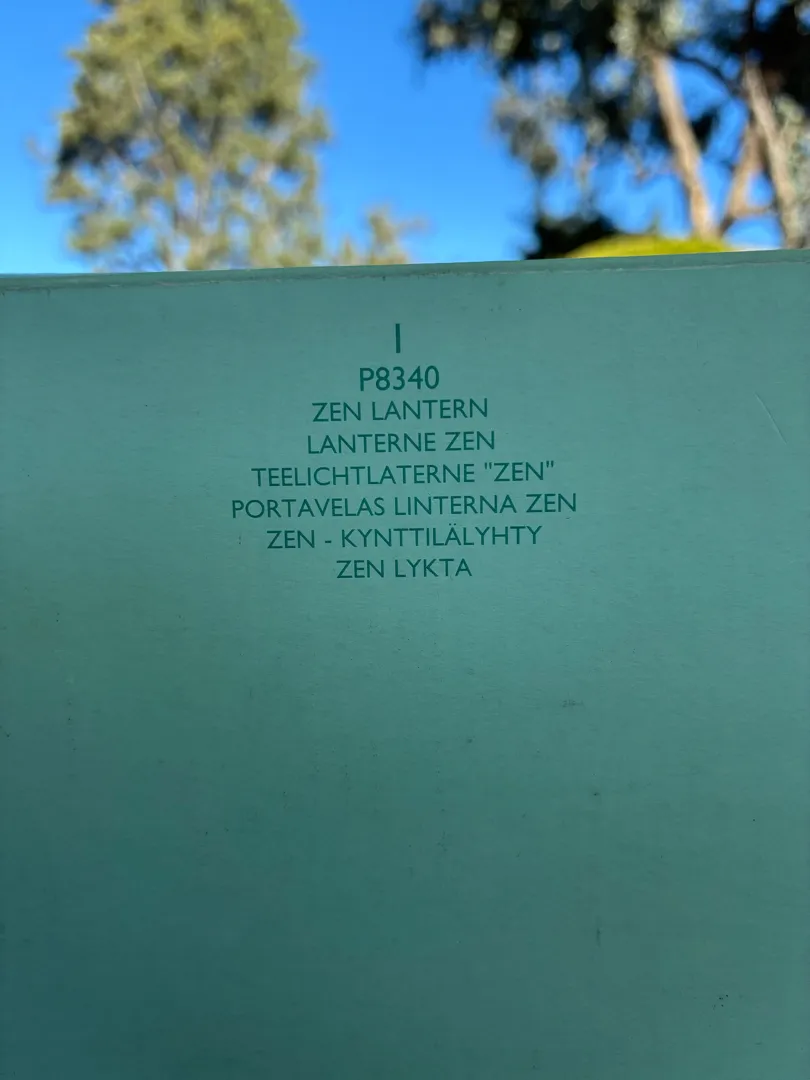 1
P8340
ZEN LANTERN
LANTERNE ZEN
TEELICHTLATERNE "ZEN"
PORTAVELAS LINTERNA ZEN
ZEN - KYNTTILÄLYHTY
ZEN LYKTA